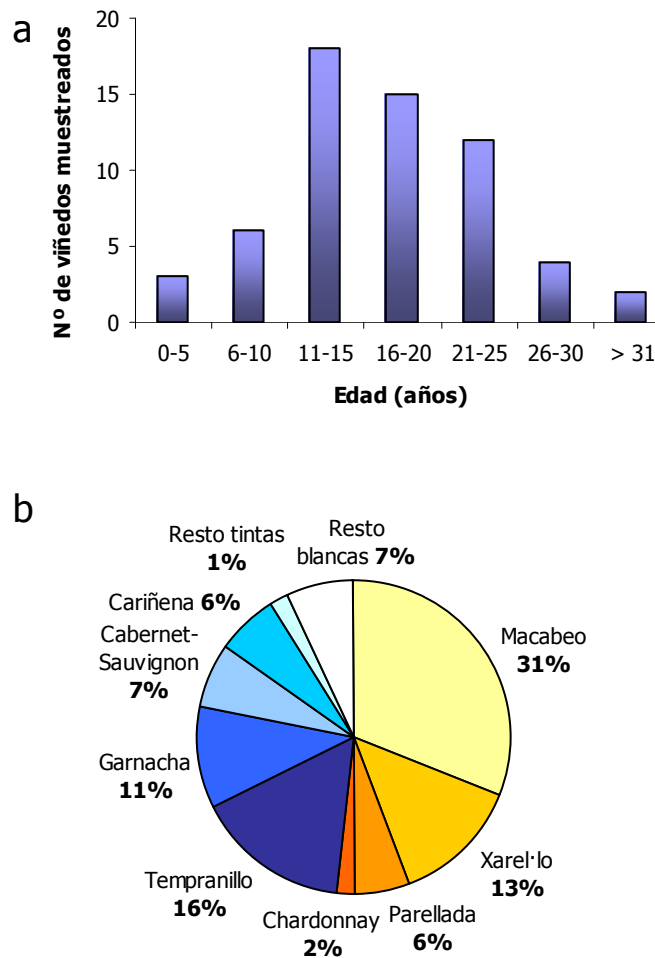 a
Nº de viñedos muestreados
20
15
10
5
0
0-5 6-10 11-15 16-20 21-25 26-30 > 31
Edad (años)
b
Resto tintas
1%
Resto
blancas 7%
Cariñena 6%
Cabernet-
Sauvignon
7%
Macabeo
31%
Garnacha
11%
Xarel·lo
13%
Tempranillo
16%
Chardonnay
2%
Parellada
6%